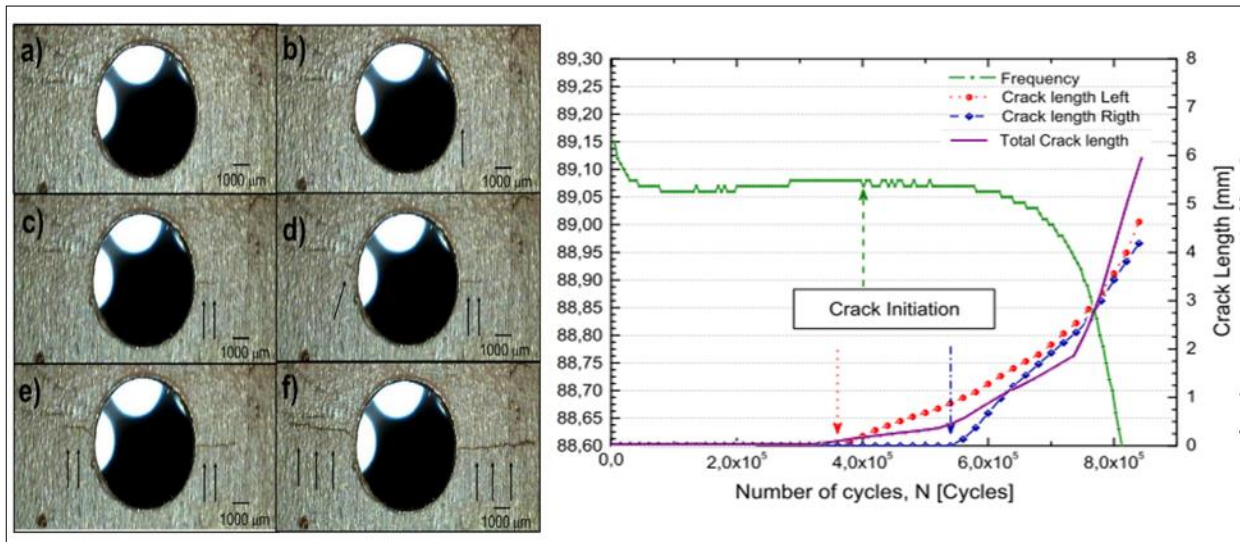 a)
1000 µm
b)
1000 µm
c)
1000 µm
d)
1000 µm
e)
1000 µm
f)
1000 µm
89,30
89,25
89,20
89,15
89,10
89,05
89,00
88,95
88,90
88,85
88,80
88,75
88,70
88,65
88,60
Frequency
Crack length Left
Crack length Rigth
Total Crack length
Crack Initiation
8
7
6
5
4
3
2
1
0
Crack Length [mm]
0,0
2,0x10⁵
4,0x10⁵
6,0x10⁵
8,0x10⁵
Number of cycles, N [Cycles]